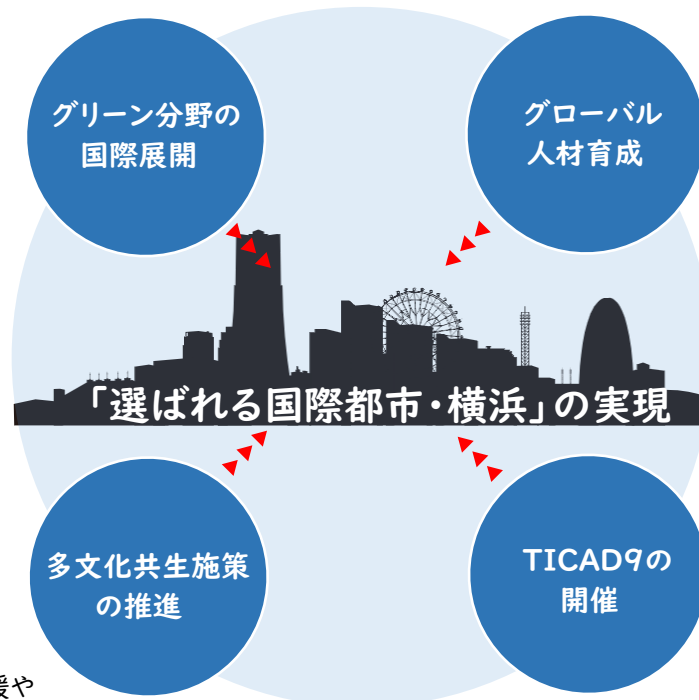 グリーン分野の
国際展開
グローバル
人材育成
「選ばれる国際都市・横浜」の実現
多文化共生施策
の推進
TICAD9の
開催
援や